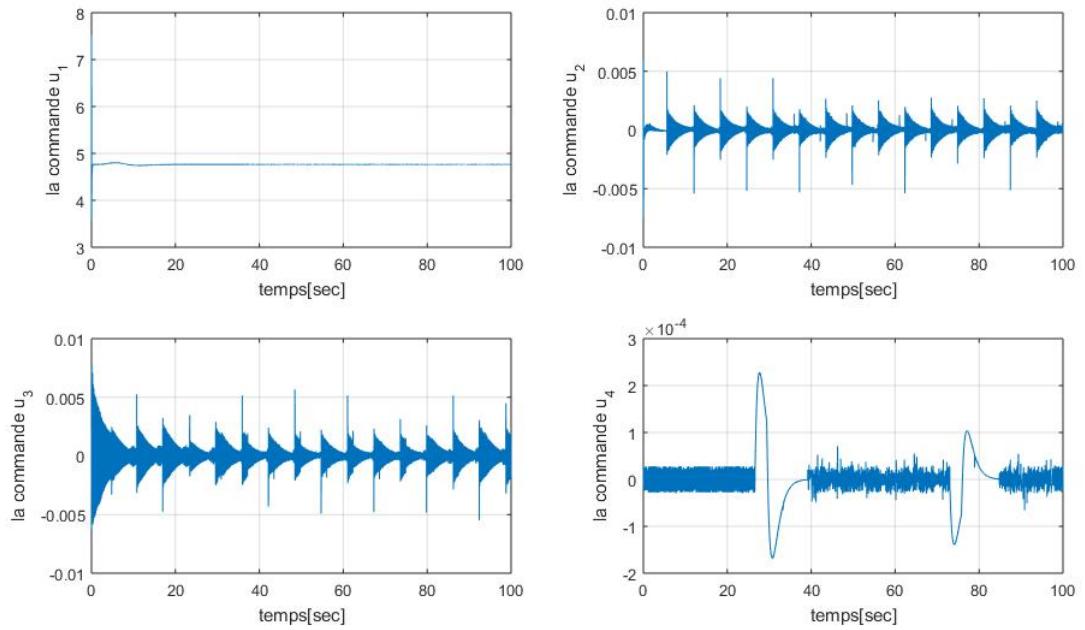 8
7
6
5
4
3
la commande u1
0 20 40 60 80 100
temps[sec]
0.01
0.005
0
-0.005
-0.01
la commande u2
0 20 40 60 80 100
temps[sec]
0.01
0.005
0
-0.005
-0.01
la commande u3
0 20 40 60 80 100
temps[sec]
×10-4
3
2
1
0
-1
-2
la commande u4
0 20 40 60 80 100
temps[sec]